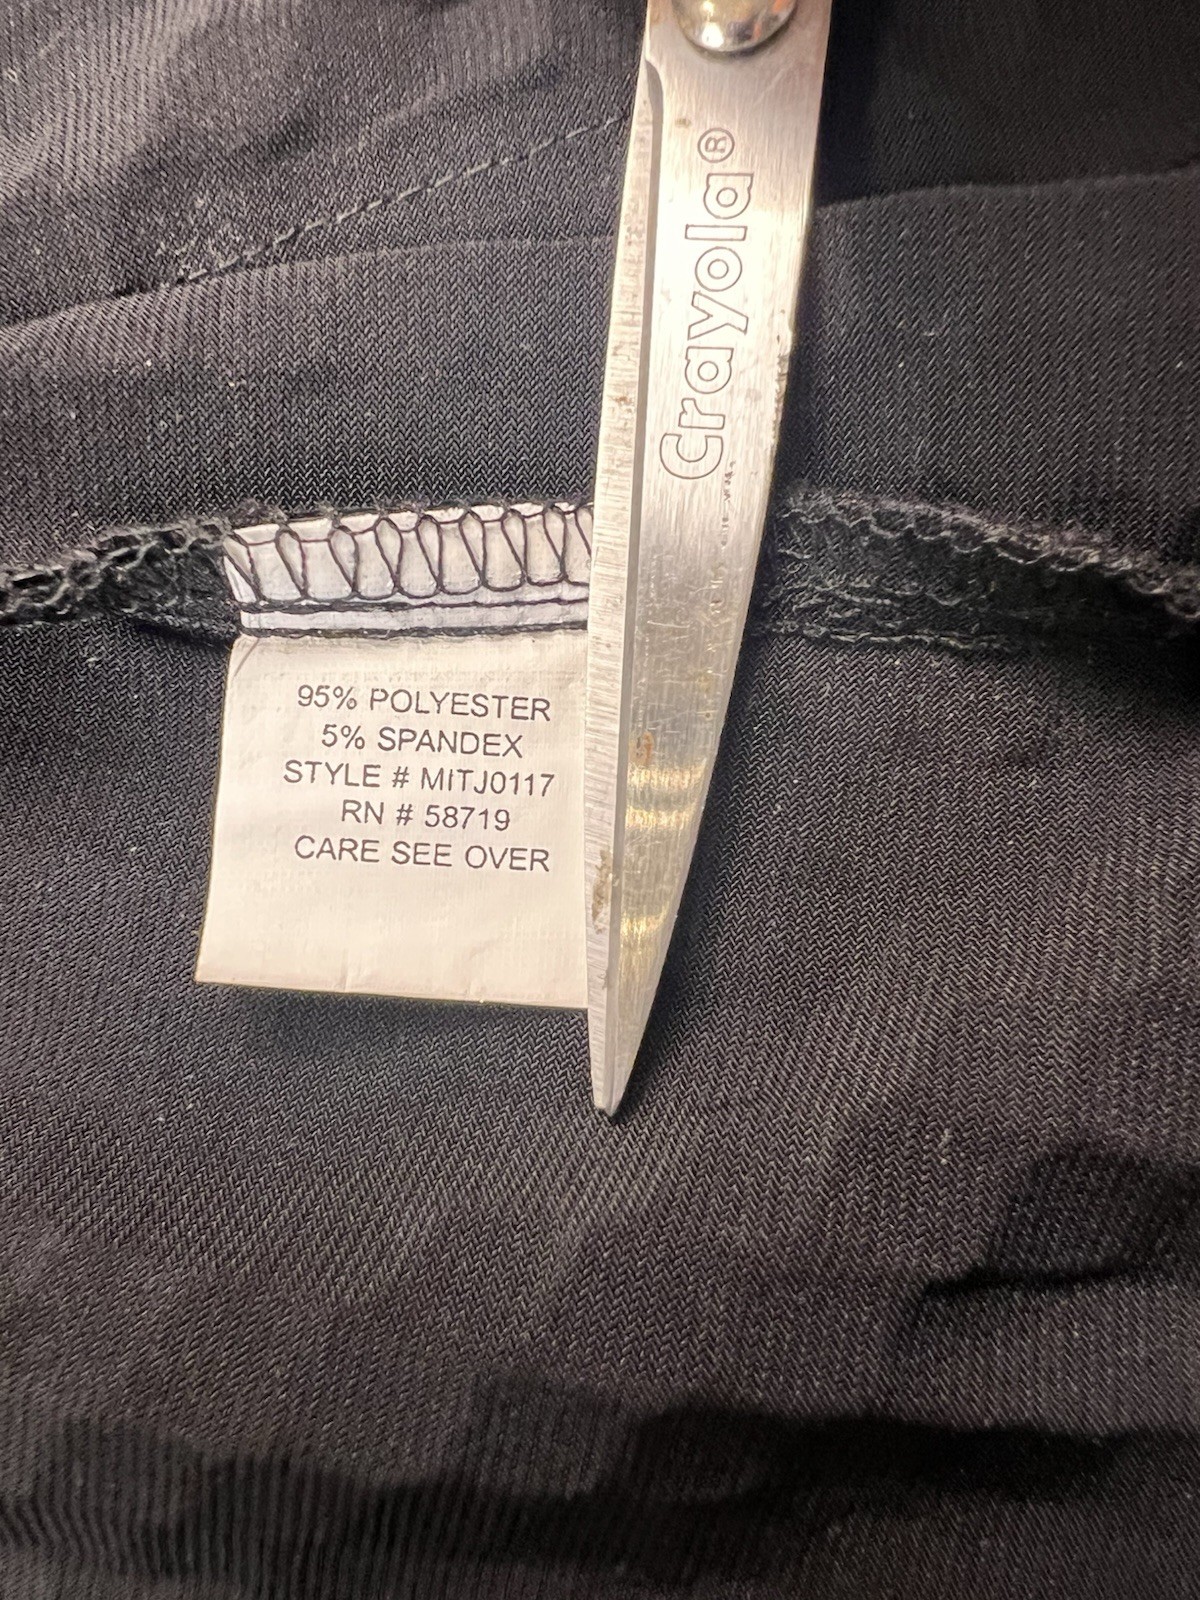 Crayola®
95% POLYESTER
5% SPANDEX
STYLE # MITJ0117
RN # 58719
CARE SEE OVER